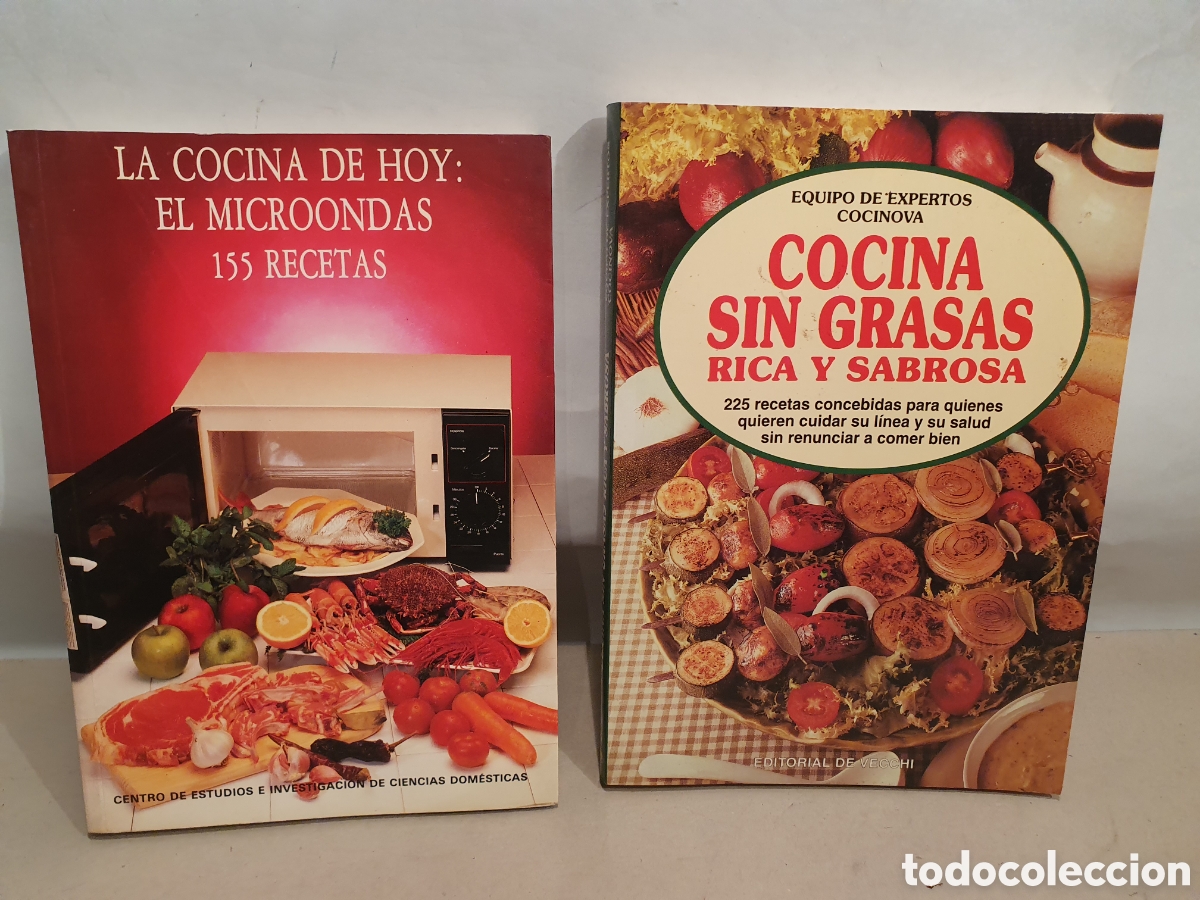 LA COCINA DE HOY:
EL MICROONDAS
155 RECETAS
CENTRO DE ESTUDIOS E INVESTIGACIÓN DE CIENCIAS DOMÉSTICAS
EQUIPO DE EXPERTOS
COCINOVA
COCINA
SIN GRASAS
RICA Y SABROSA
225 recetas concebidas para quienes
quieren cuidar su línea y su salud
sin renunciar a comer bien
EDITORIAL DE VECCHI
todocoleccion